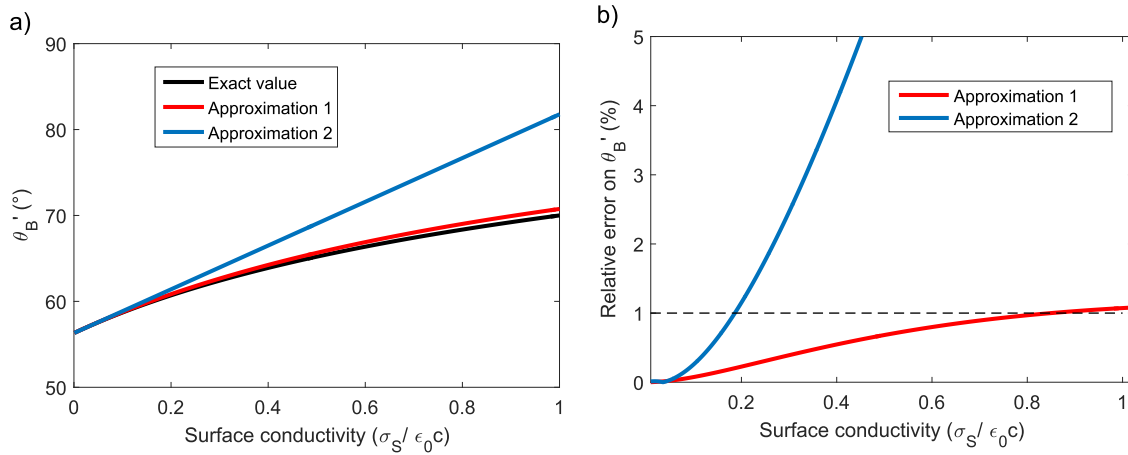 a)
90
80
70
60
50
θB' (°)
Exact value
Approximation 1
Approximation 2
0
0.2
0.4
0.6
0.8
1
Surface conductivity (σS/ ϵ0c)
b)
5
4
3
2
1
0
Relative error on θB' (%)
Approximation 1
Approximation 2
0.2
0.4
0.6
0.8
1
Surface conductivity (σS/ ϵ0c)